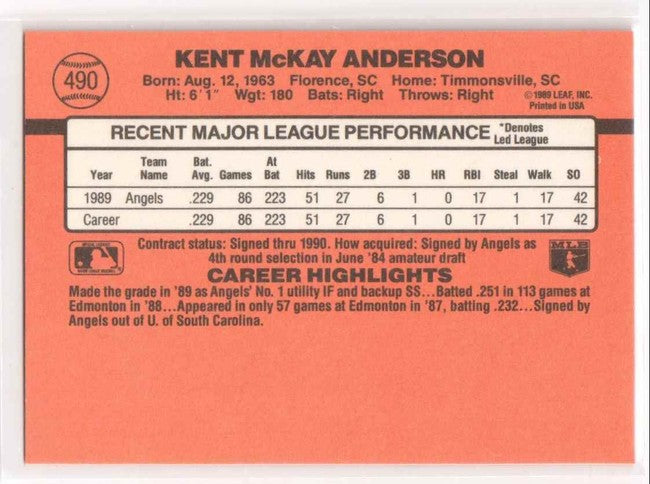 490
KENT McKAY ANDERSON
Born: Aug. 12, 1963 Florence, SC Home: Timmonsville, SC
Ht: 6'1" Wgt: 180 Bats: Right Throws: Right
©1989 LEAF, INC.
Printed in USA
RECENT MAJOR LEAGUE PERFORMANCE *Denotes Led League
Year Team Name Bat. Avg. Games At Bat Hits Runs 2B 3B HR RBI Steal Walk SO
1989 Angels .229 86 223 51 27 6 1 0 17 1 17 42
Career .229 86 223 51 27 6 1 0 17 1 17 42
Contract status: Signed thru 1990. How acquired: Signed by Angels as
4th round selection in June '84 amateur draft
MLB
CAREER HIGHLIGHTS
Made the grade in '89 as Angels' No. 1 utility IF and backup SS...Batted .251 in 113 games at
Edmonton in '88...Appeared in only 57 games at Edmonton in '87, batting .232...Signed by
Angels out of U. of South Carolina.